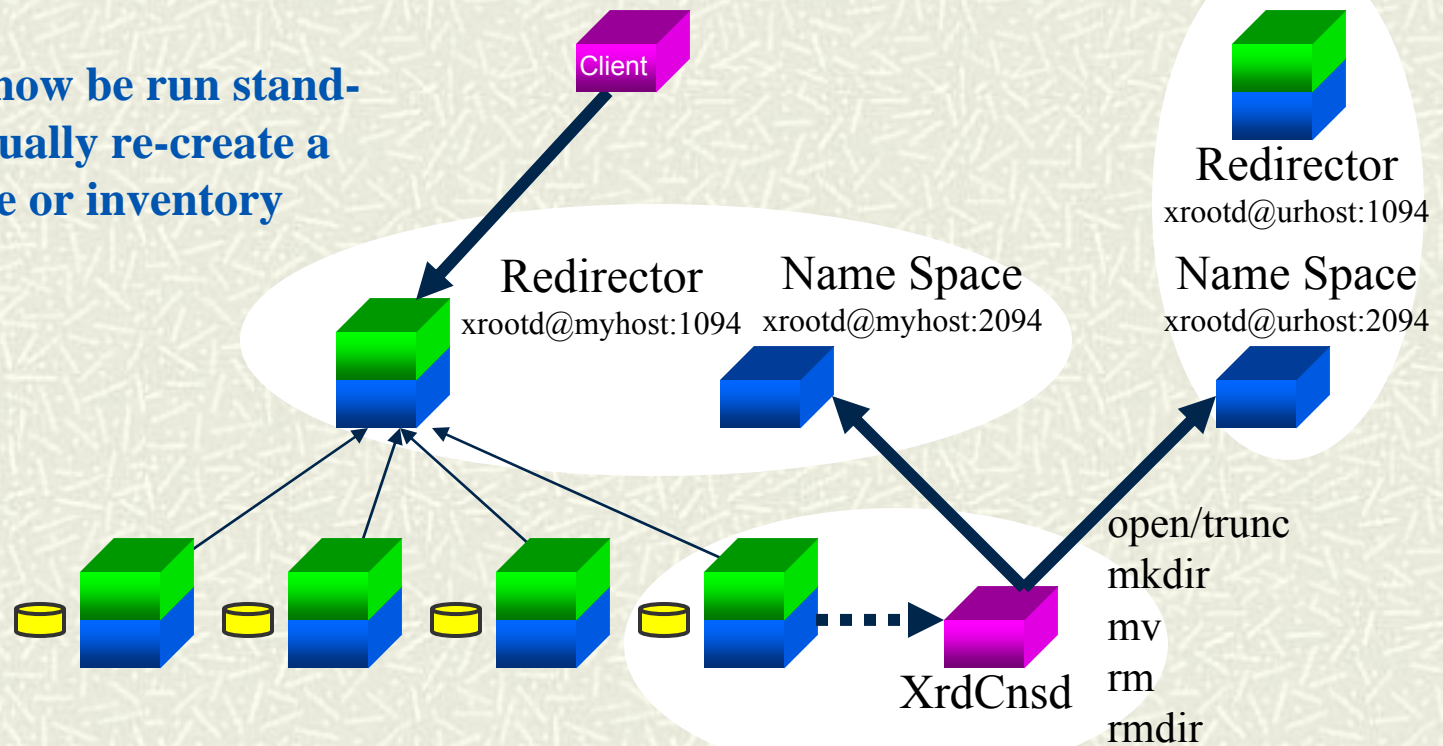 Client
now be run stand-
ually re-create a
e or inventory
Redirector
xrootd@urhost:1094
Redirector
xrootd@myhost:1094
Name Space
xrootd@myhost:2094
Name Space
xrootd@urhost:2094
open/trunc
mkdir
mv
rm
rmdir
XrdCnsd